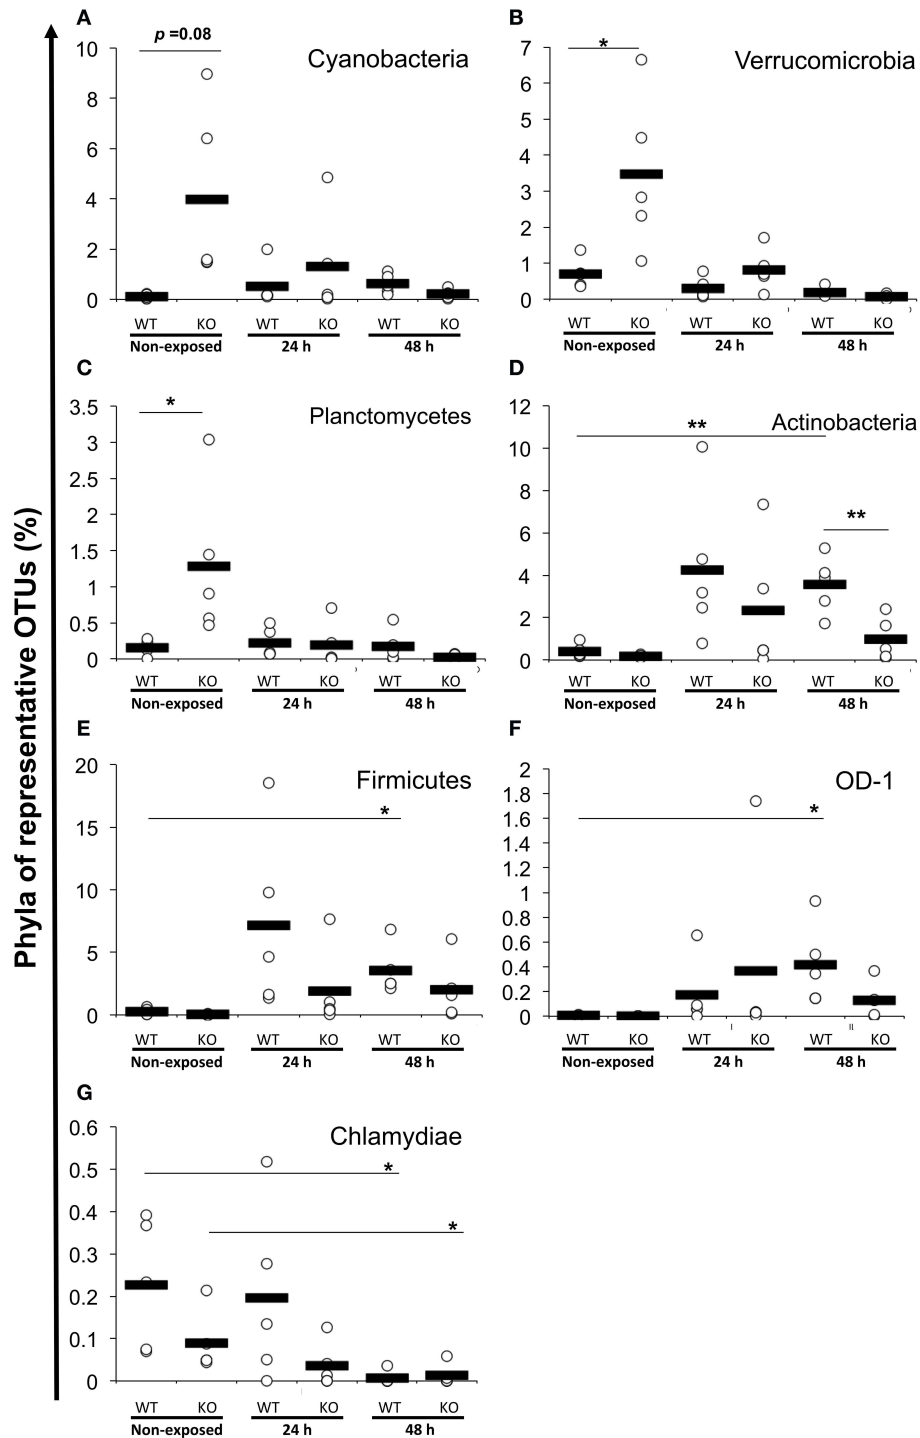 Phyla of representative OTUs (%)
A
p =0.08
Cyanobacteria
10
8
6
4
2
0
WT KO WT KO WT KO
Non-exposed 24 h 48 h
B
*
Verrucomicrobia
7
6
5
4
3
2
1
0
WT KO WT KO WT KO
Non-exposed 24 h 48 h
C
*
Planctomycetes
3.5
3
2.5
2
1.5
1
0.5
0
WT KO WT KO WT KO
Non-exposed 24 h 48 h
D
**
**
Actinobacteria
12
10
8
6
4
2
0
WT KO WT KO WT KO
Non-exposed 24 h 48 h
E
Firmicutes
*
20
15
10
5
0
WT KO WT KO WT KO
Non-exposed 24 h 48 h
F
OD-1
*
2
1.8
1.6
1.4
1.2
1
0.8
0.6
0.4
0.2
0
WT KO WT KO WT KO
Non-exposed 24 h 48 h
G
Chlamydiae
*
*
0.6
0.5
0.4
0.3
0.2
0.1
0
WT KO WT KO WT KO
Non-exposed 24 h 48 h